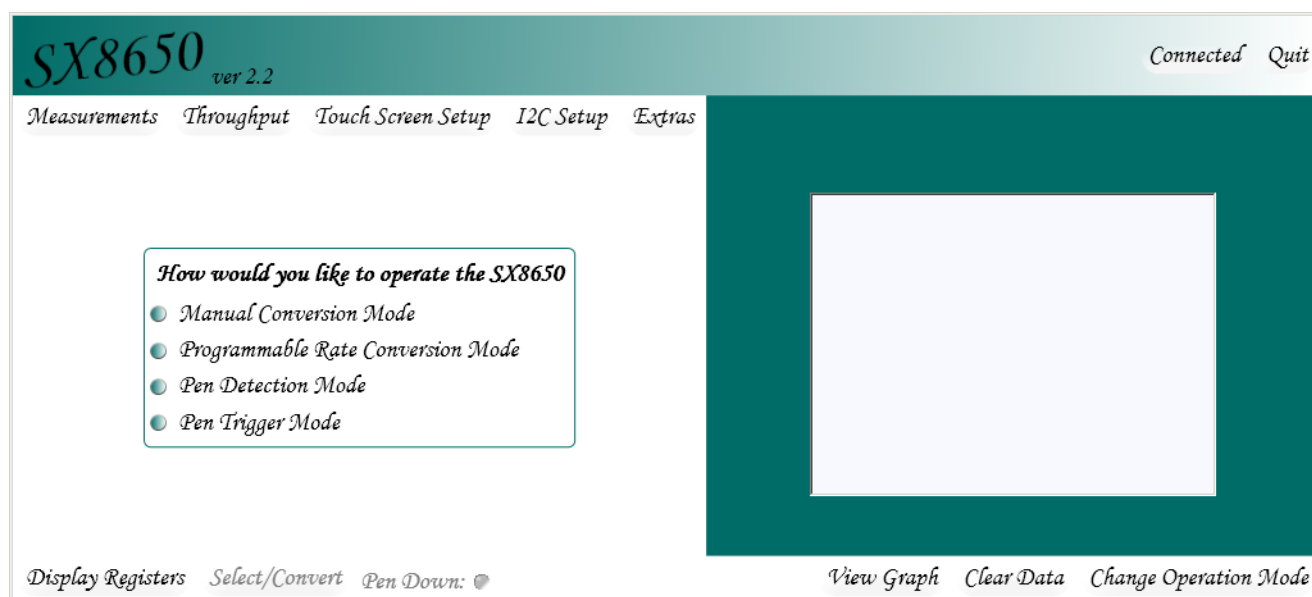 SX8650 ver 2.2
Connected Quit
Measurements Throughput Touch Screen Setup I2C Setup Extras
How would you like to operate the SX8650
Manual Conversion Mode
Programmable Rate Conversion Mode
Pen Detection Mode
Pen Trigger Mode
Display Registers Select/Convert Pen Down:
View Graph Clear Data Change Operation Mode